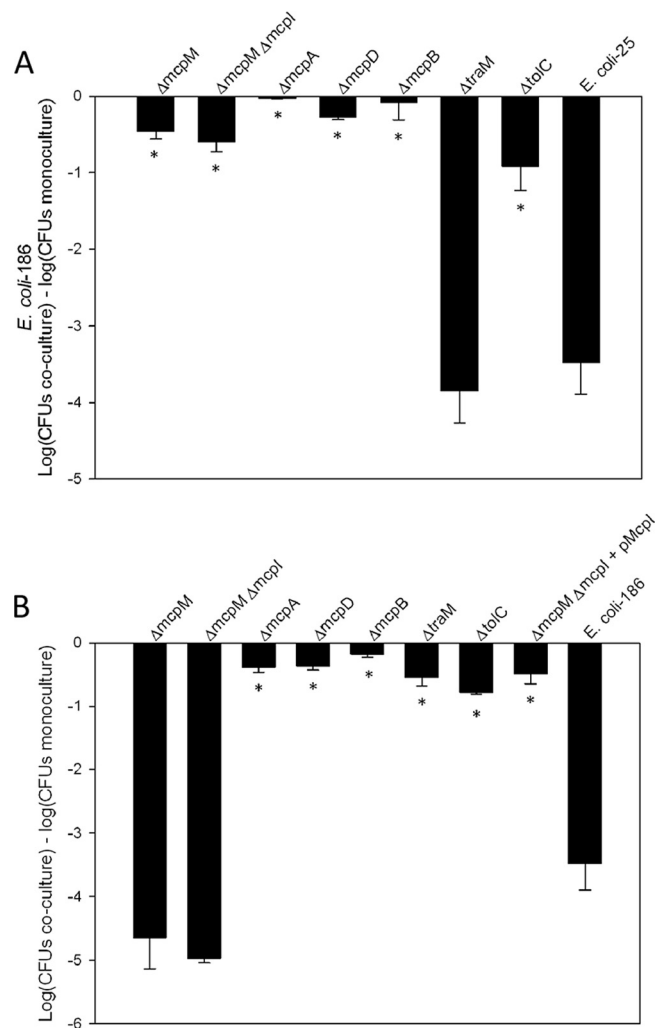 A
ΔmcpM
ΔmcpM ΔmcpI
ΔmcpA
ΔmcpD
ΔmcpB
ΔtraM
ΔtolC
E. coli-25
0
-1
-2
-3
-4
-5
E. coli-186
Log(CFUs co-culture) - log(CFUs monoculture)
*
*
*
*
*
*
B
ΔmcpM
ΔmcpM ΔmcpI
ΔmcpA
ΔmcpD
ΔmcpB
ΔtraM
ΔtolC
ΔmcpM ΔmcpI + pMcpI
E. coli-186
0
-1
-2
-3
-4
-5
-6
Log(CFUs co-culture) - log(CFUs monoculture)
*
*
*
*
*
*